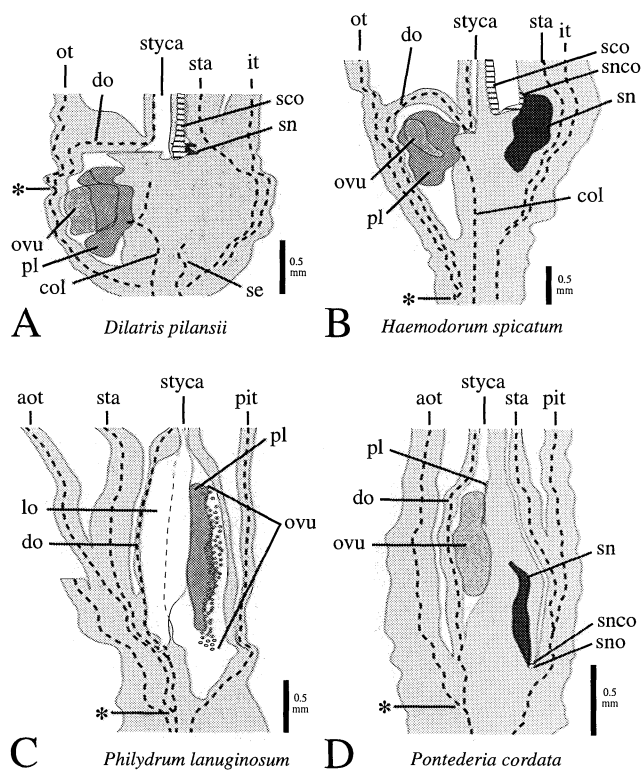 ot
styca
sta
it
do
sco
sn
*
ovu
pl
col
se
0.5
mm
A
Dilatris pilansii
ot
do
styca
sta
it
sco
snco
sn
ovu
pl
col
*
0.5
mm
B
Haemodorum spicatum
aot
sta
styca
pit
pl
lo
do
ovu
*
0.5
mm
C
Philydrum lanuginosum
aot
styca
sta
pit
pl
do
ovu
sn
snco
sno
*
0.5
mm
D
Pontederia cordata